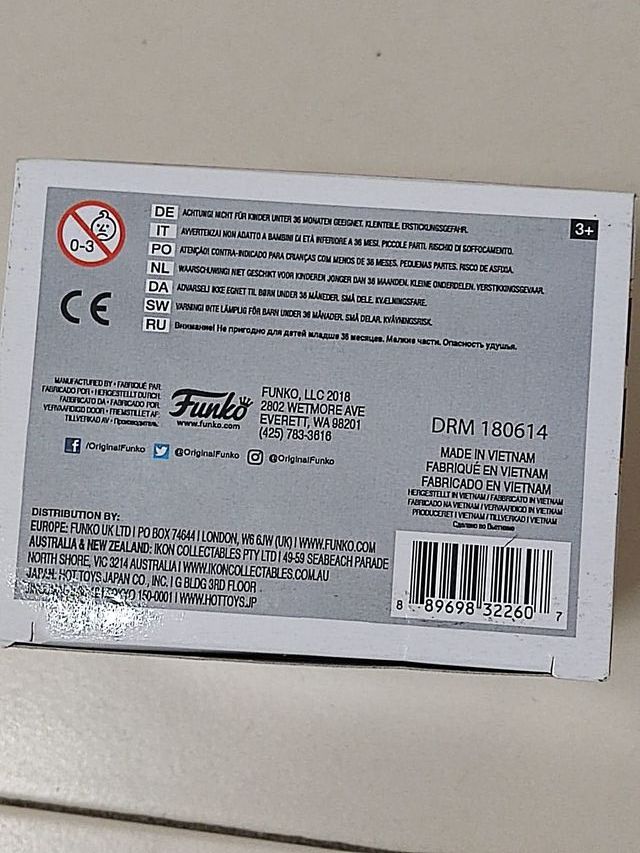 0-3
DE ACHTUNG! NICHT FÜR KINDER UNTER 36 MONATEN GEEIGNET. KLEINTEILE. ERSTICKUNGSGEFAHR.
IT AVVERTENZA! NON ADATTO A BAMBINI DI ETÀ INFERIORE A 36 MESI. PICCOLE PARTI. RISCHIO DI SOFFOCAMENTO.
PO ATENÇÃO! CONTRA-INDICADO PARA CRIANÇAS COM MENOS DE 36 MESES. PEQUENAS PARTES. RISCO DE ASFIXIA.
NL WAARSCHUWING! NIET GESCHIKT VOOR KINDEREN JONGER DAN 36 MAANDEN. KLEINE ONDERDELEN. VERSTIKKINGSGEVAAR.
DA ADVARSEL! IKKE EGNET TIL BØRN UNDER 36 MÅNEDER. SMÅ DELE. KVÆLNINGSFARE.
SW VARNING! INTE LÄMPLIG FÖR BARN UNDER 36 MÅNADER. SMÅ DELAR. KVÄVNINGSRISK.
RU Внимание! Не пригодно для детей младше 36 месяцев. Мелкие части. Опасность удушья.
3+
CE
MANUFACTURED BY • FABRIQUÉ PAR
FABRICADO POR • HERGESTELLT DURCH
FABBRICATO DA • FABRICADO POR
VERVAARDIGD DOOR • FREMSTILLET AF
TILLVERKAD AV • Производитель
Funko
www.funko.com
FUNKO, LLC 2018
2802 WETMORE AVE
EVERETT, WA 98201
(425) 783-3616
f /OriginalFunko @OriginalFunko @OriginalFunko
DRM 180614
MADE IN VIETNAM
FABRIQUÉ EN VIETNAM
FABRICADO EN VIETNAM
HERGESTELLT IN VIETNAM I FABBRICATO IN VIETNAM
FABRICADO NA VIETNAM I VERVAARDIGD IN VIETNAM
PRODUCERET I VIETNAM I TILLVERKAD I VIETNAM
Сделано во Вьетнаме
DISTRIBUTION BY:
EUROPE: FUNKO UK LTD I PO BOX 74644 I LONDON, W6 6JW (UK) I WWW.FUNKO.COM
AUSTRALIA & NEW ZEALAND: IKON COLLECTABLES PTY LTD I 49-59 SEABEACH PARADE
NORTH SHORE, VIC 3214 AUSTRALIA I WWW.IKONCOLLECTABLES.COM.AU
JAPAN: HOT TOYS JAPAN CO., INC. I G BLDG 3RD FLOOR
TOKYO 150-0001 I WWW.HOTTOYS.JP
8 89698 32260 7